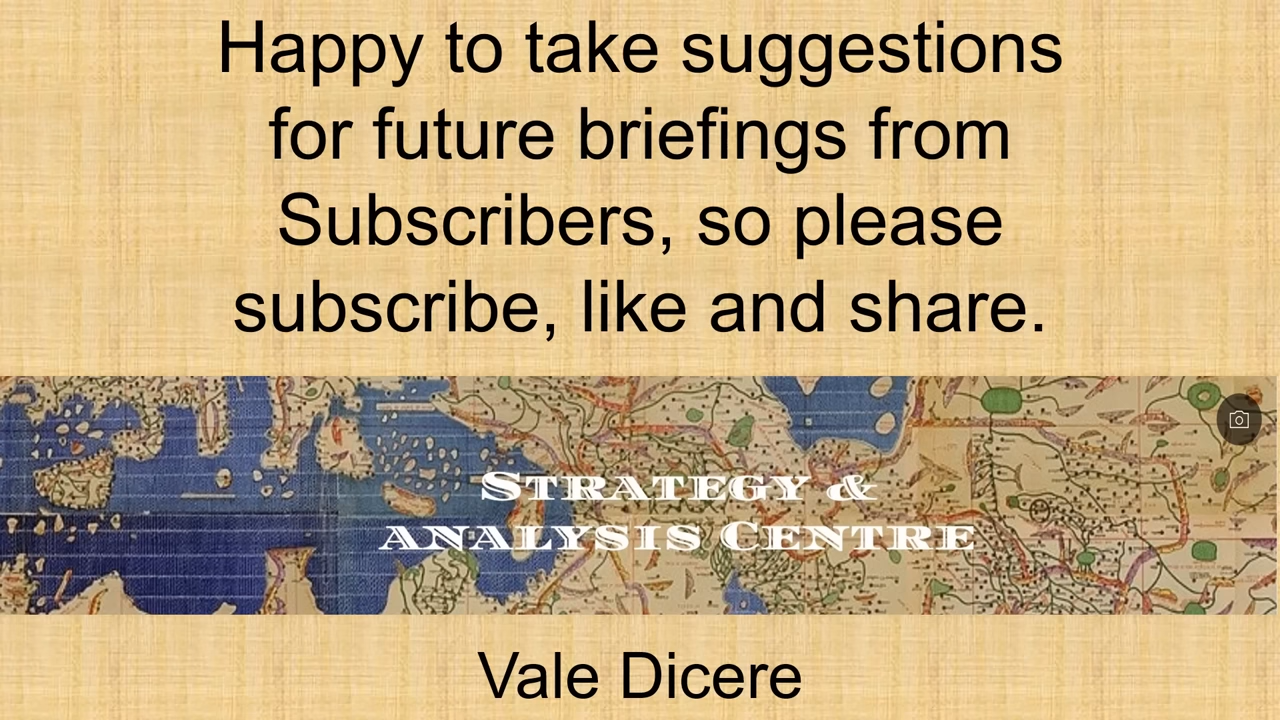 Happy to take suggestions
for future briefings from
Subscribers, so please
subscribe, like and share.
STRATEGY &
ANALYSIS CENTRE
Vale Dicere